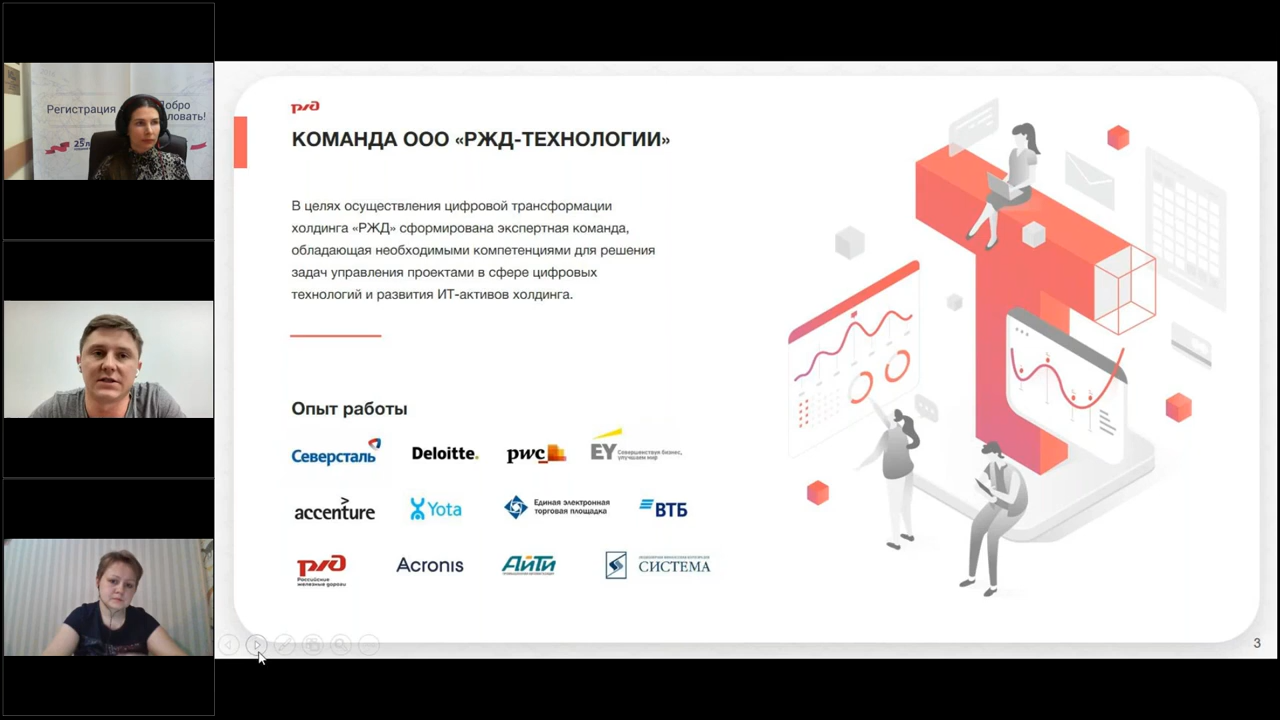 Регистрация
Добро
ловать!
25
ржд
КОМАНДА ООО «РЖД-ТЕХНОЛОГИИ»
В целях осуществления цифровой трансформации
холдинга «РЖД» сформирована экспертная команда,
обладающая необходимыми компетенциями для решения
задач управления проектами в сфере цифровых
технологий и развития ИТ-активов холдинга.
Опыт работы
Северсталь
Deloitte.
pwc
EY Совершенствуя бизнес,
улучшаем мир
accenture
Yota
Единая электронная
торговая площадка
ВТБ
ржд
Российские
железные дороги
Acronis
АйТи
СИСТЕМА
3